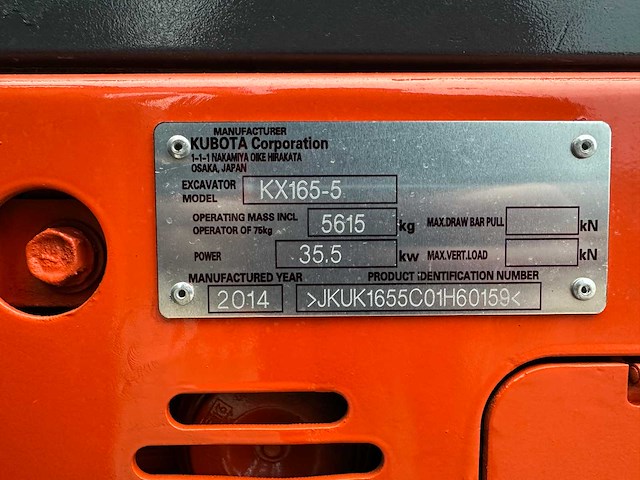 MANUFACTURER
KUBOTA Corporation
1-1-1 NAKAMIYA OIKE HIRAKATA
OSAKA, JAPAN
EXCAVATOR MODEL KX165-5
OPERATING MASS INCL OPERATOR OF 75kg 5615 kg MAX.DRAW BAR PULL kN
POWER 35.5 kw MAX.VERT.LOAD kN
MANUFACTURED YEAR PRODUCT IDENTIFICATION NUMBER
2014 >JKUK1655C01H60159<